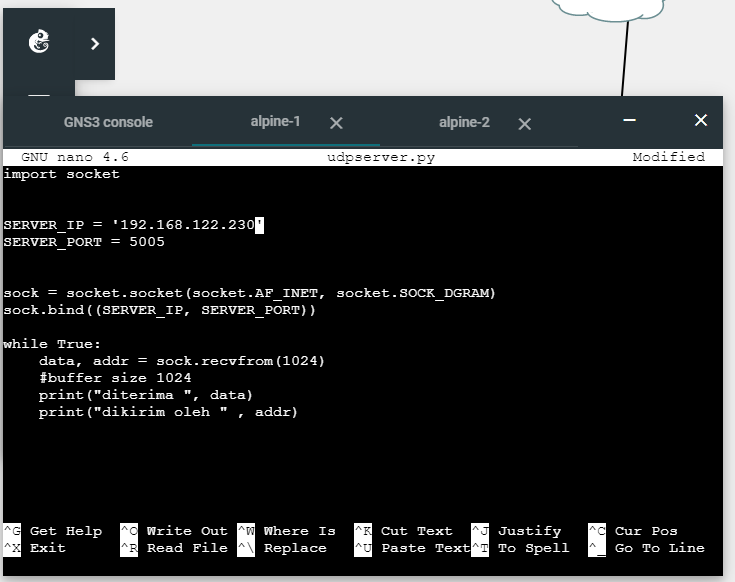 GNS3 console alpine-1 alpine-2
GNU nano 4.6 udpserver.py Modified
import socket
SERVER_IP = '192.168.122.230'
SERVER_PORT = 5005
sock = socket.socket(socket.AF_INET, socket.SOCK_DGRAM)
sock.bind((SERVER_IP, SERVER_PORT))
while True:
    data, addr = sock.recvfrom(1024)
    #buffer size 1024
    print("diterima ", data)
    print("dikirim oleh " , addr)
^G Get Help ^O Write Out ^W Where Is ^K Cut Text ^J Justify ^C Cur Pos
^X Exit ^R Read File ^\ Replace ^U Paste Text ^T To Spell ^_ Go To Line